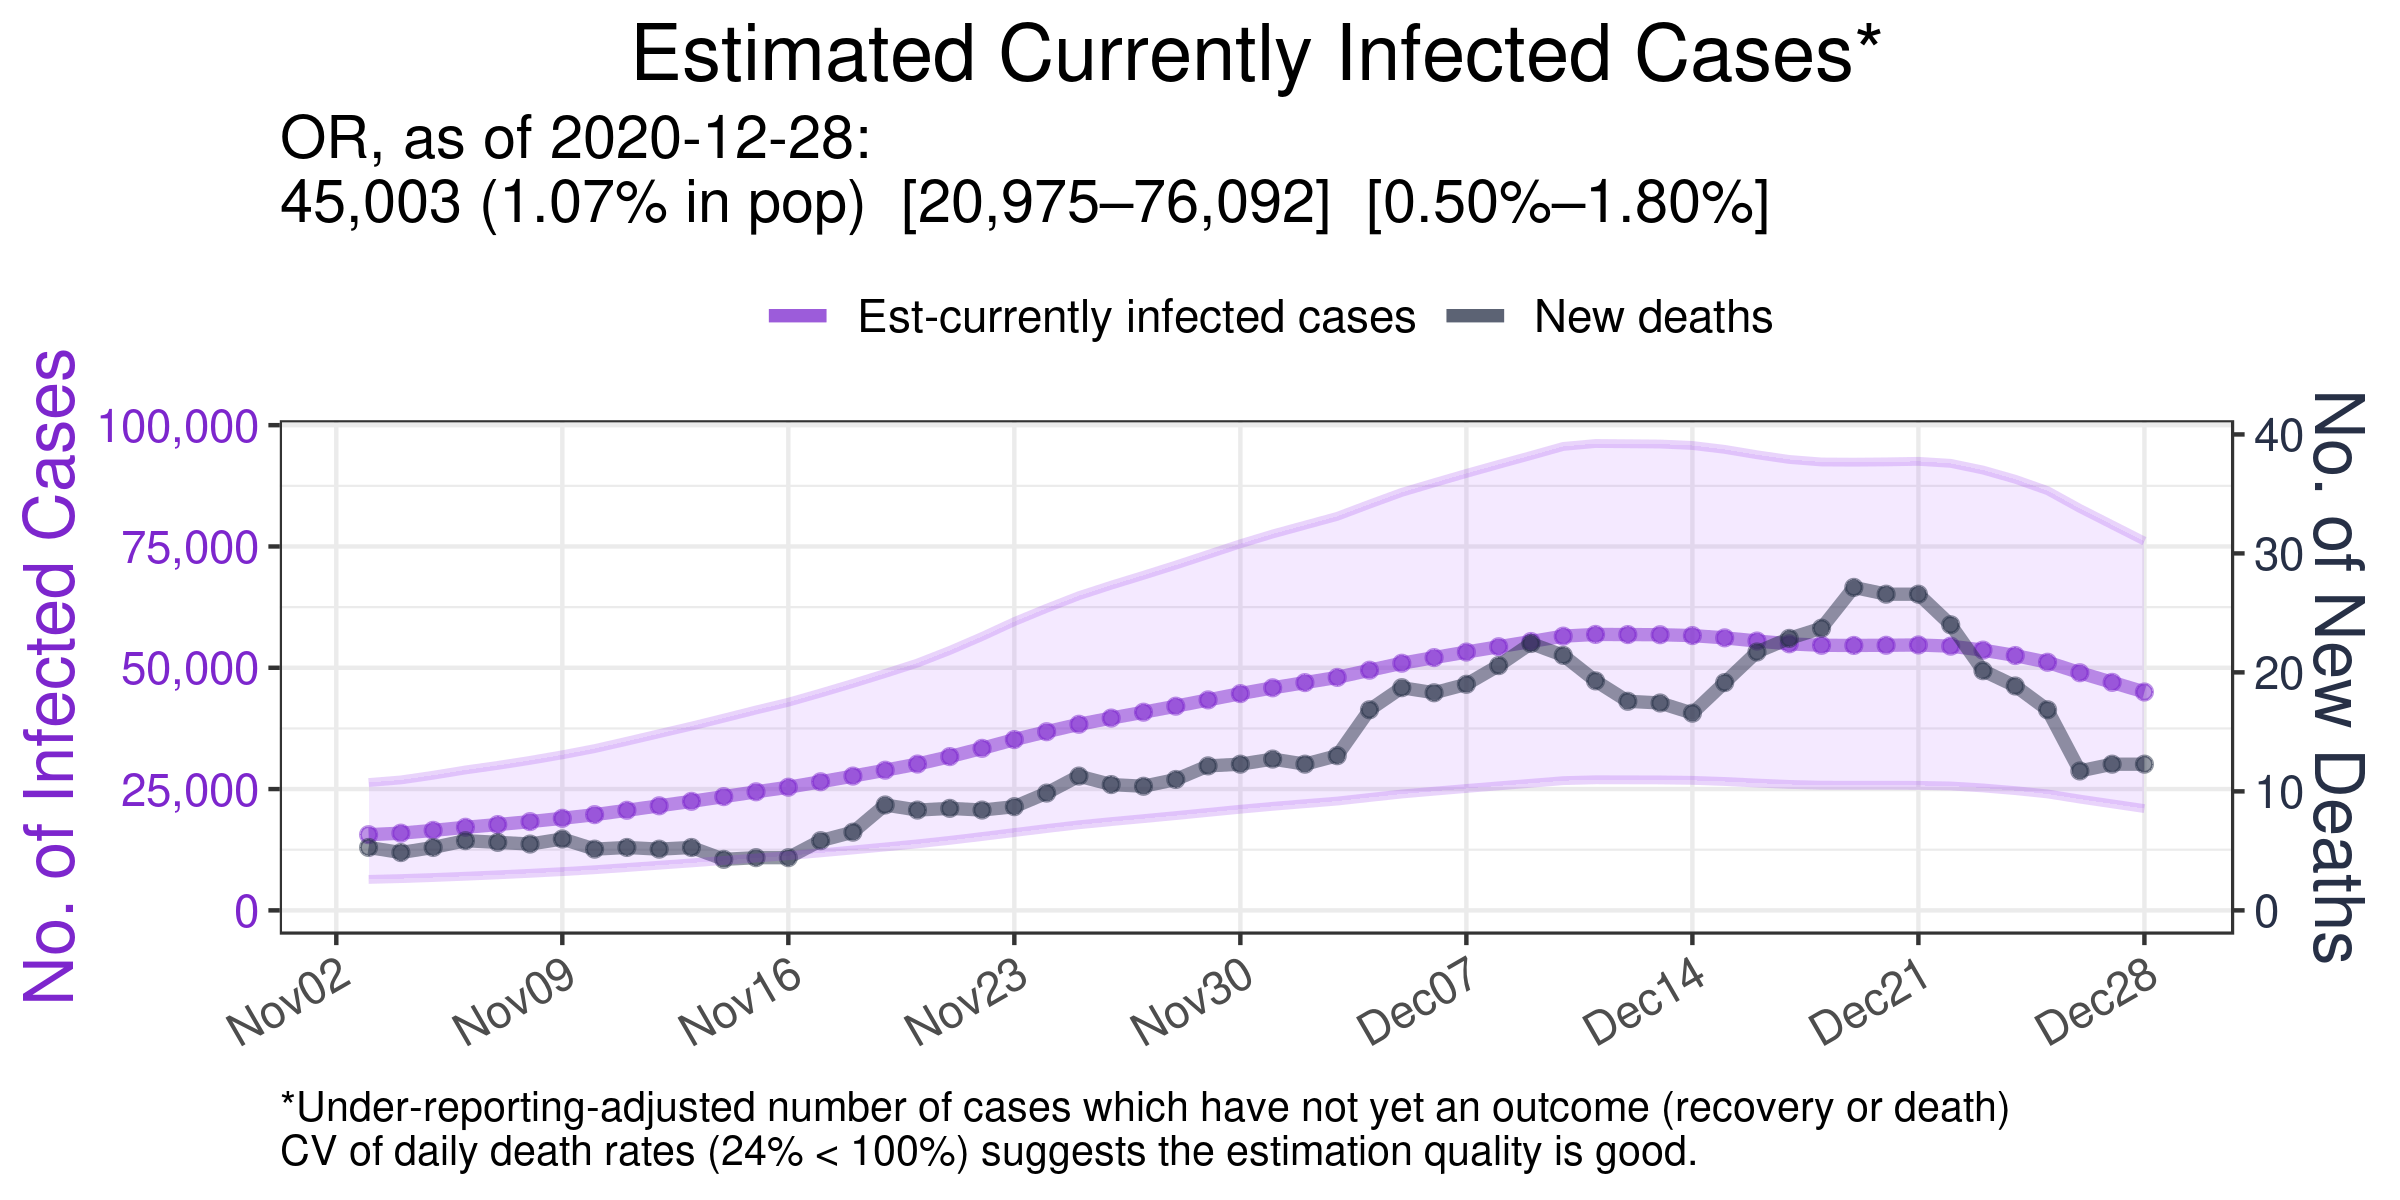 Estimated Currently Infected Cases*
OR, as of 2020-12-28:
45,003 (1.07% in pop)  [20,975–76,092]  [0.50%–1.80%]
Est-currently infected cases
New deaths
No. of Infected Cases
100,000
75,000
50,000
25,000
0
40
30
20
10
0
No. of New Deaths
Nov02
Nov09
Nov16
Nov23
Nov30
Dec07
Dec14
Dec21
Dec28
*Under-reporting-adjusted number of cases which have not yet an outcome (recovery or death)
CV of daily death rates (24% < 100%) suggests the estimation quality is good.